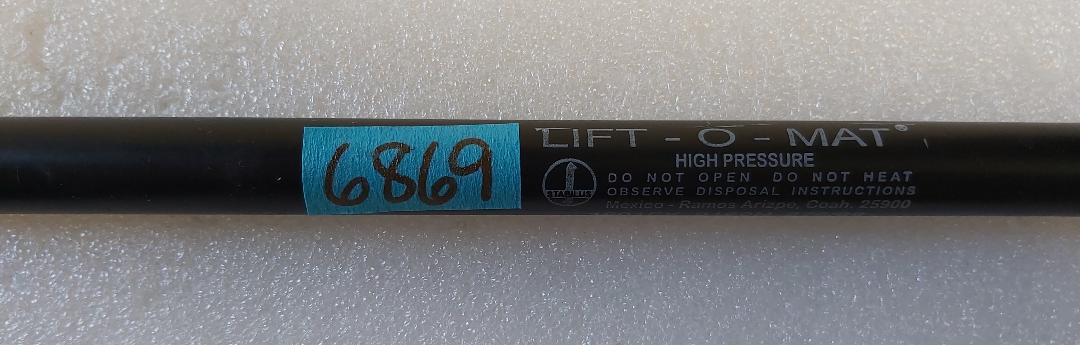 6869
LIFT - O - MAT®
HIGH PRESSURE
STABILUS
DO NOT OPEN DO NOT HEAT
OBSERVE DISPOSAL INSTRUCTIONS
Mexico - Ramos Arizpe, Coah. 25900